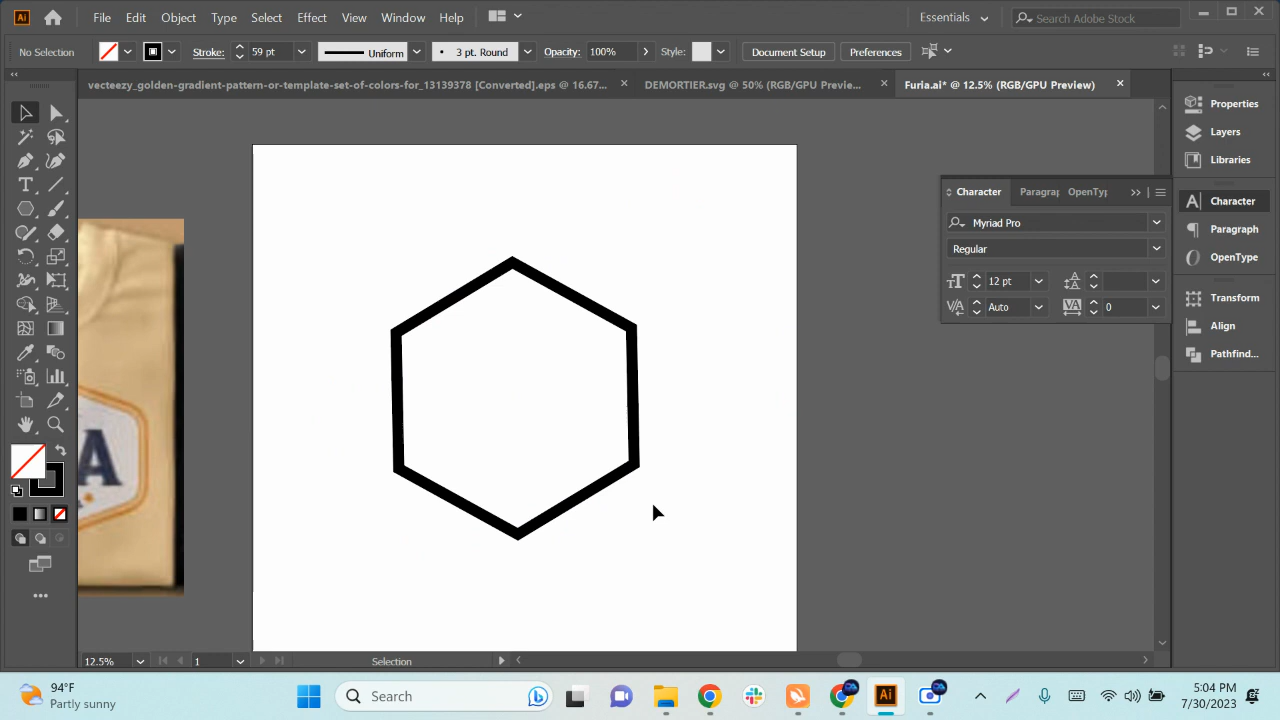 File Edit Object Type Select Effect View Window Help Essentials Search Adobe Stock
No Selection Stroke: 59 pt Uniform 3 pt. Round Opacity: 100% Style: Document Setup Preferences
vecteezy_golden-gradient-pattern-or-template-set-of-colors-for_13139378 [Converted].eps @ 16.67... DEMORTIER.svg @ 50% (RGB/GPU Previe... Furia.ai* @ 12.5% (RGB/GPU Preview)
Properties
Layers
Libraries
Character
Paragraph
OpenType
Transform
Align
Pathfind...
Character Paragra OpenTyp
Myriad Pro
Regular
12 pt
Auto 0
A
12.5% 1 Selection
94°F
Partly sunny
Search
5:04 PM
7/30/2023